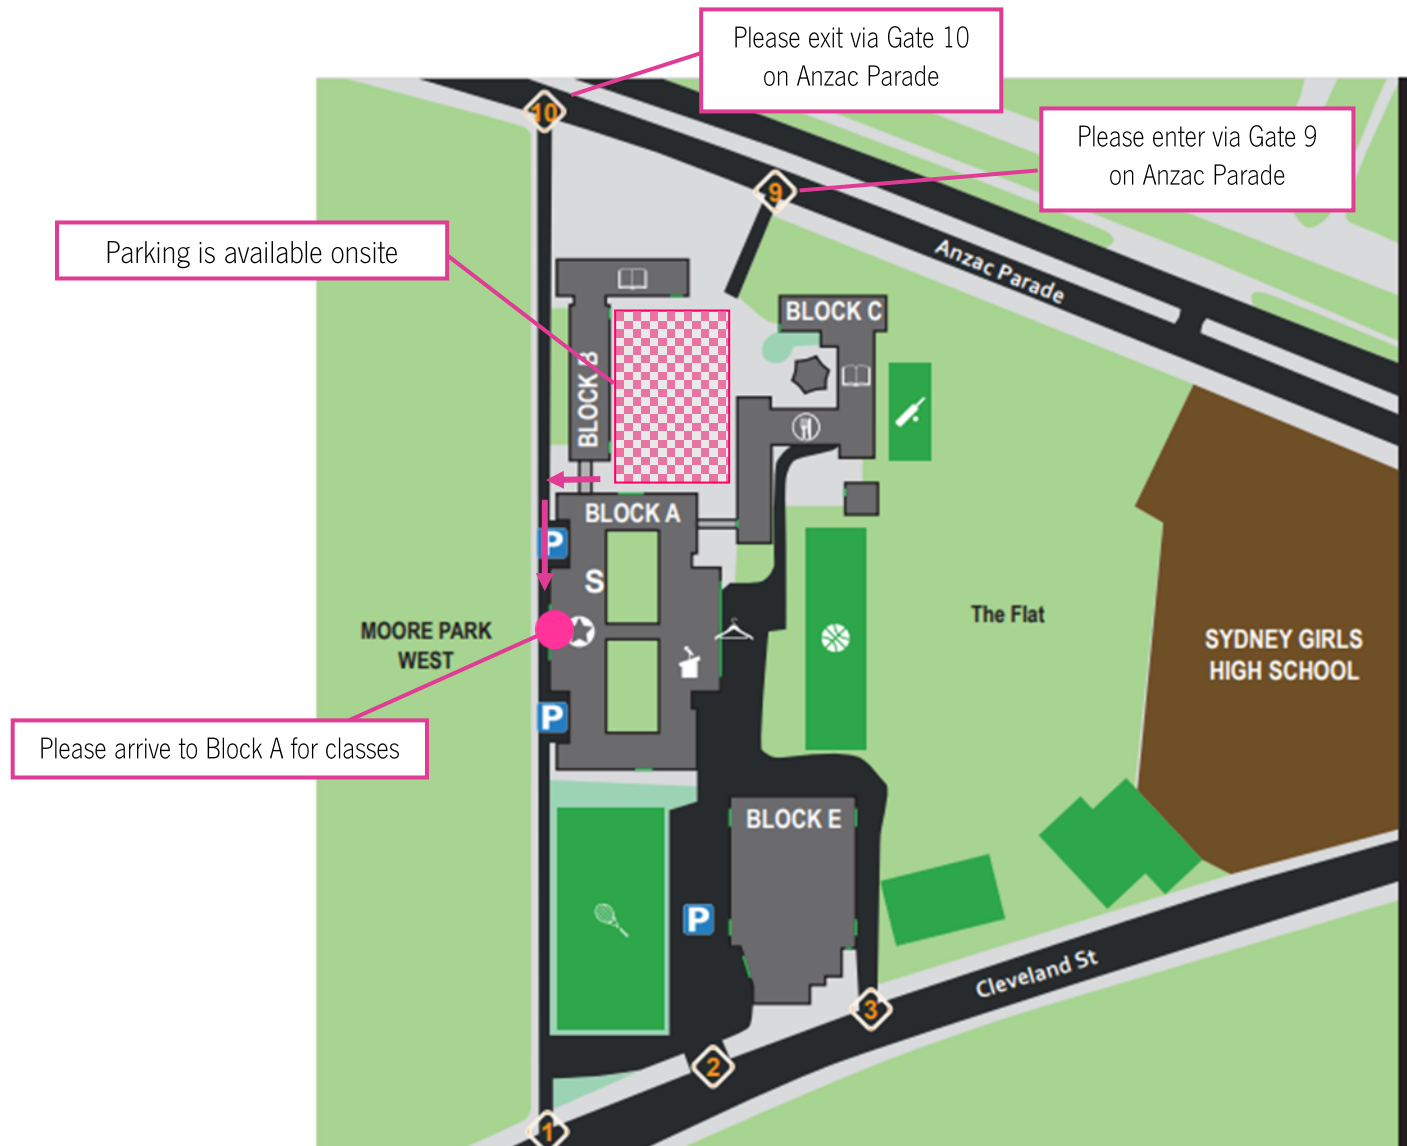 Please exit via Gate 10
on Anzac Parade
10
Please enter via Gate 9
on Anzac Parade
9
Parking is available onsite
Anzac Parade
BLOCK C
BLOCK B
BLOCK A
P
S
The Flat
MOORE PARK
WEST
SYDNEY GIRLS
HIGH SCHOOL
P
Please arrive to Block A for classes
BLOCK E
P
Cleveland St
3
2
1